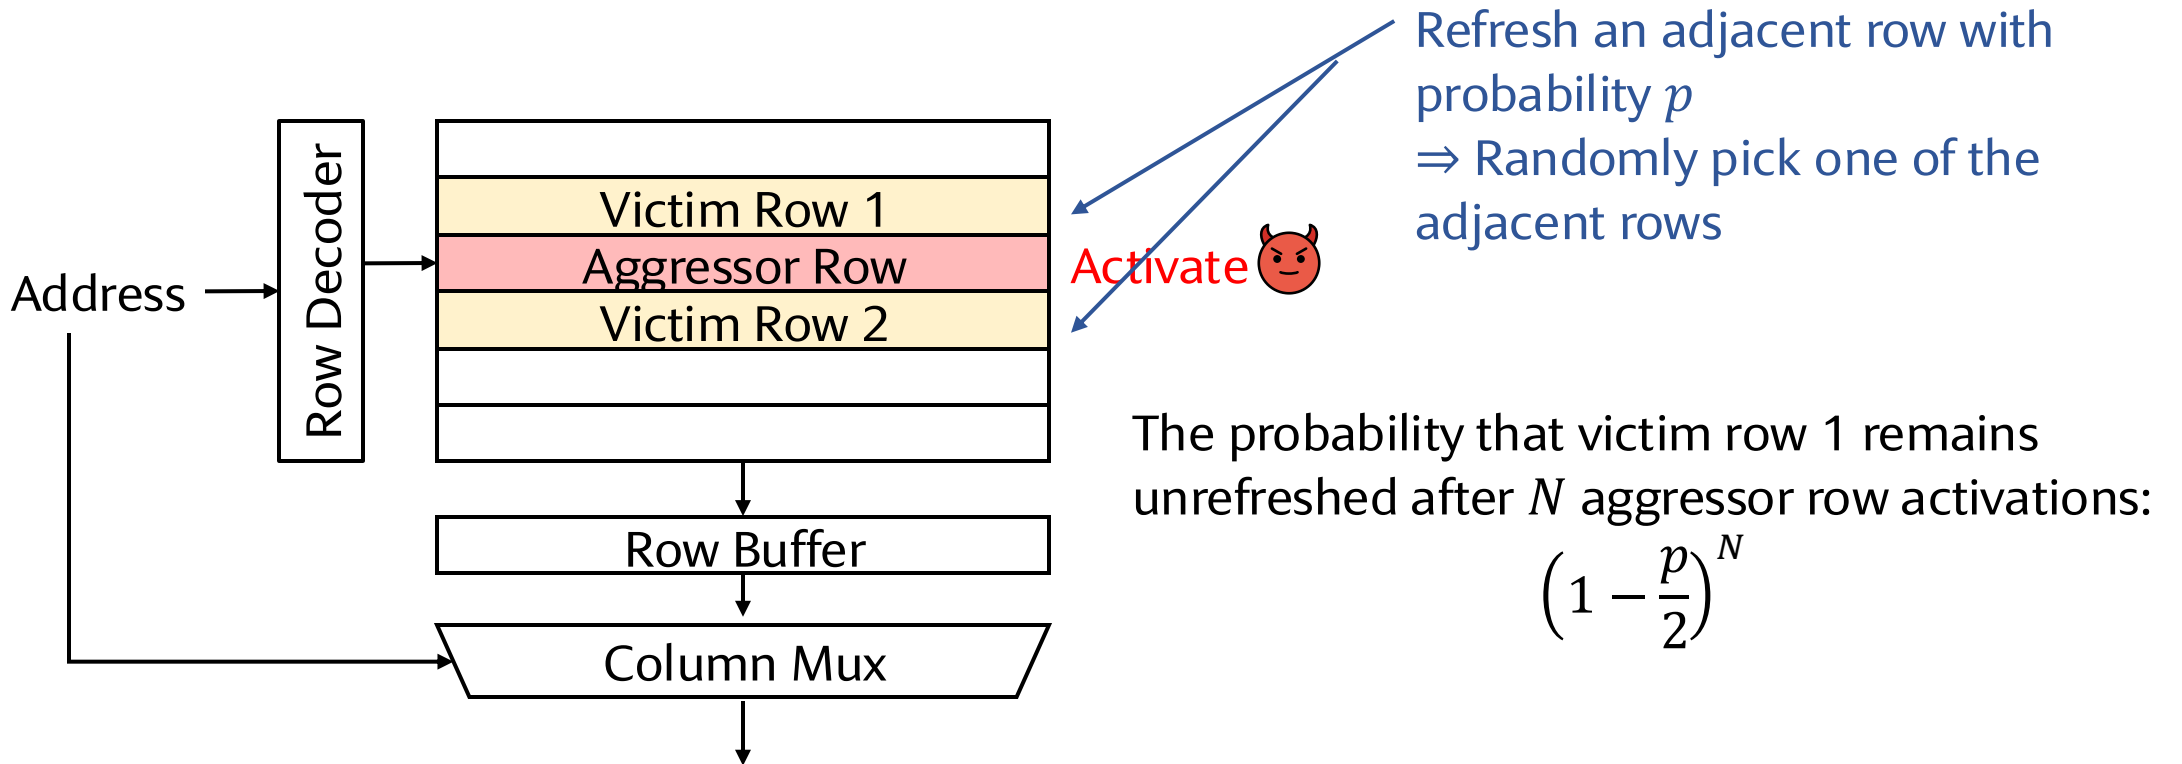 Refresh an adjacent row with
probability p
⇒ Randomly pick one of the
adjacent rows
Row Decoder
Victim Row 1
Aggressor Row
Activate
Victim Row 2
Address
The probability that victim row 1 remains
unrefreshed after N aggressor row activations:
(1 − p/2)^N
Row Buffer
Column Mux